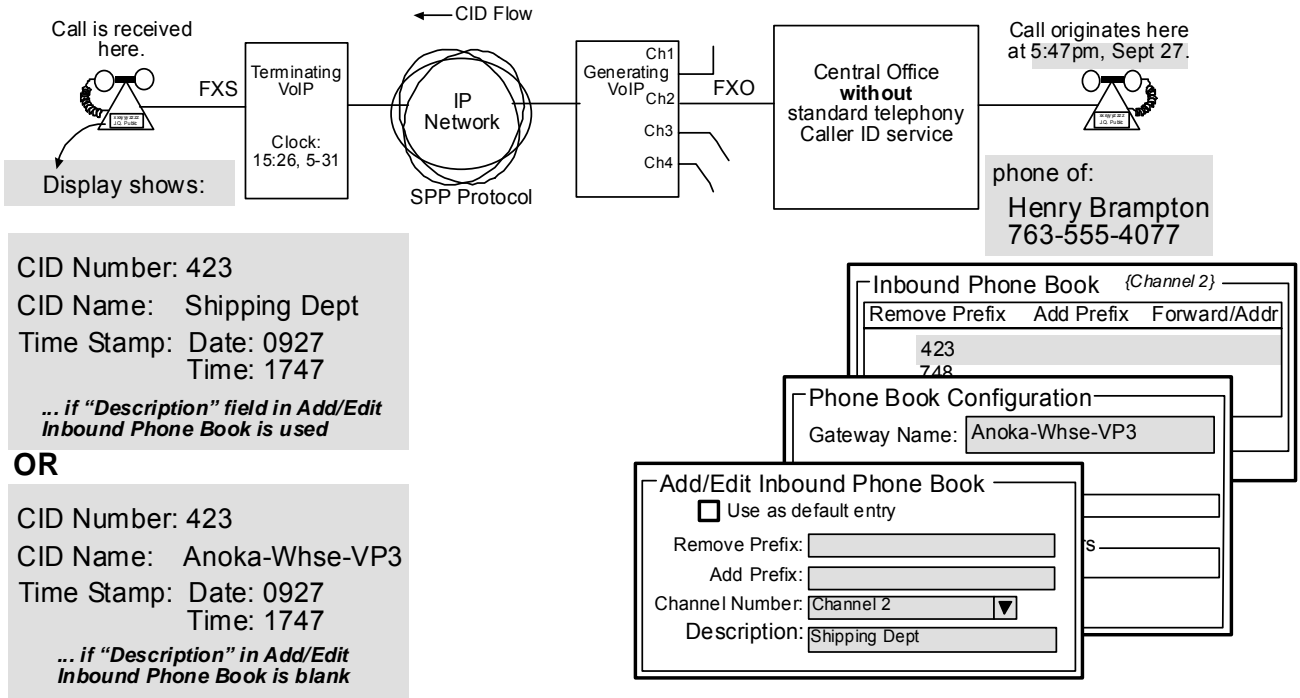 CID Flow
Call is received
here.
Call originates here
at 5:47pm, Sept 27.
FXS
Terminating
VoIP
Clock:
15:26, 5-31
IP
Network
SPP Protocol
Generating
VoIP
Ch1
Ch2
Ch3
Ch4
FXO
Central Office
without
standard telephony
Caller ID service
J.Q. Public
J.Q. Public
Display shows:
phone of:
Henry Brampton
763-555-4077
CID Number: 423
CID Name: Shipping Dept
Time Stamp: Date: 0927
Time: 1747
... if “Description” field in Add/Edit
Inbound Phone Book is used
OR
CID Number: 423
CID Name: Anoka-Whse-VP3
Time Stamp: Date: 0927
Time: 1747
... if “Description” in Add/Edit
Inbound Phone Book is blank
Inbound Phone Book {Channel 2}
Remove Prefix Add Prefix Forward/Addr
423
748
Phone Book Configuration
Gateway Name: Anoka-Whse-VP3
s
Add/Edit Inbound Phone Book
Use as default entry
Remove Prefix:
Add Prefix:
Channel Number: Channel 2
Description: Shipping Dept